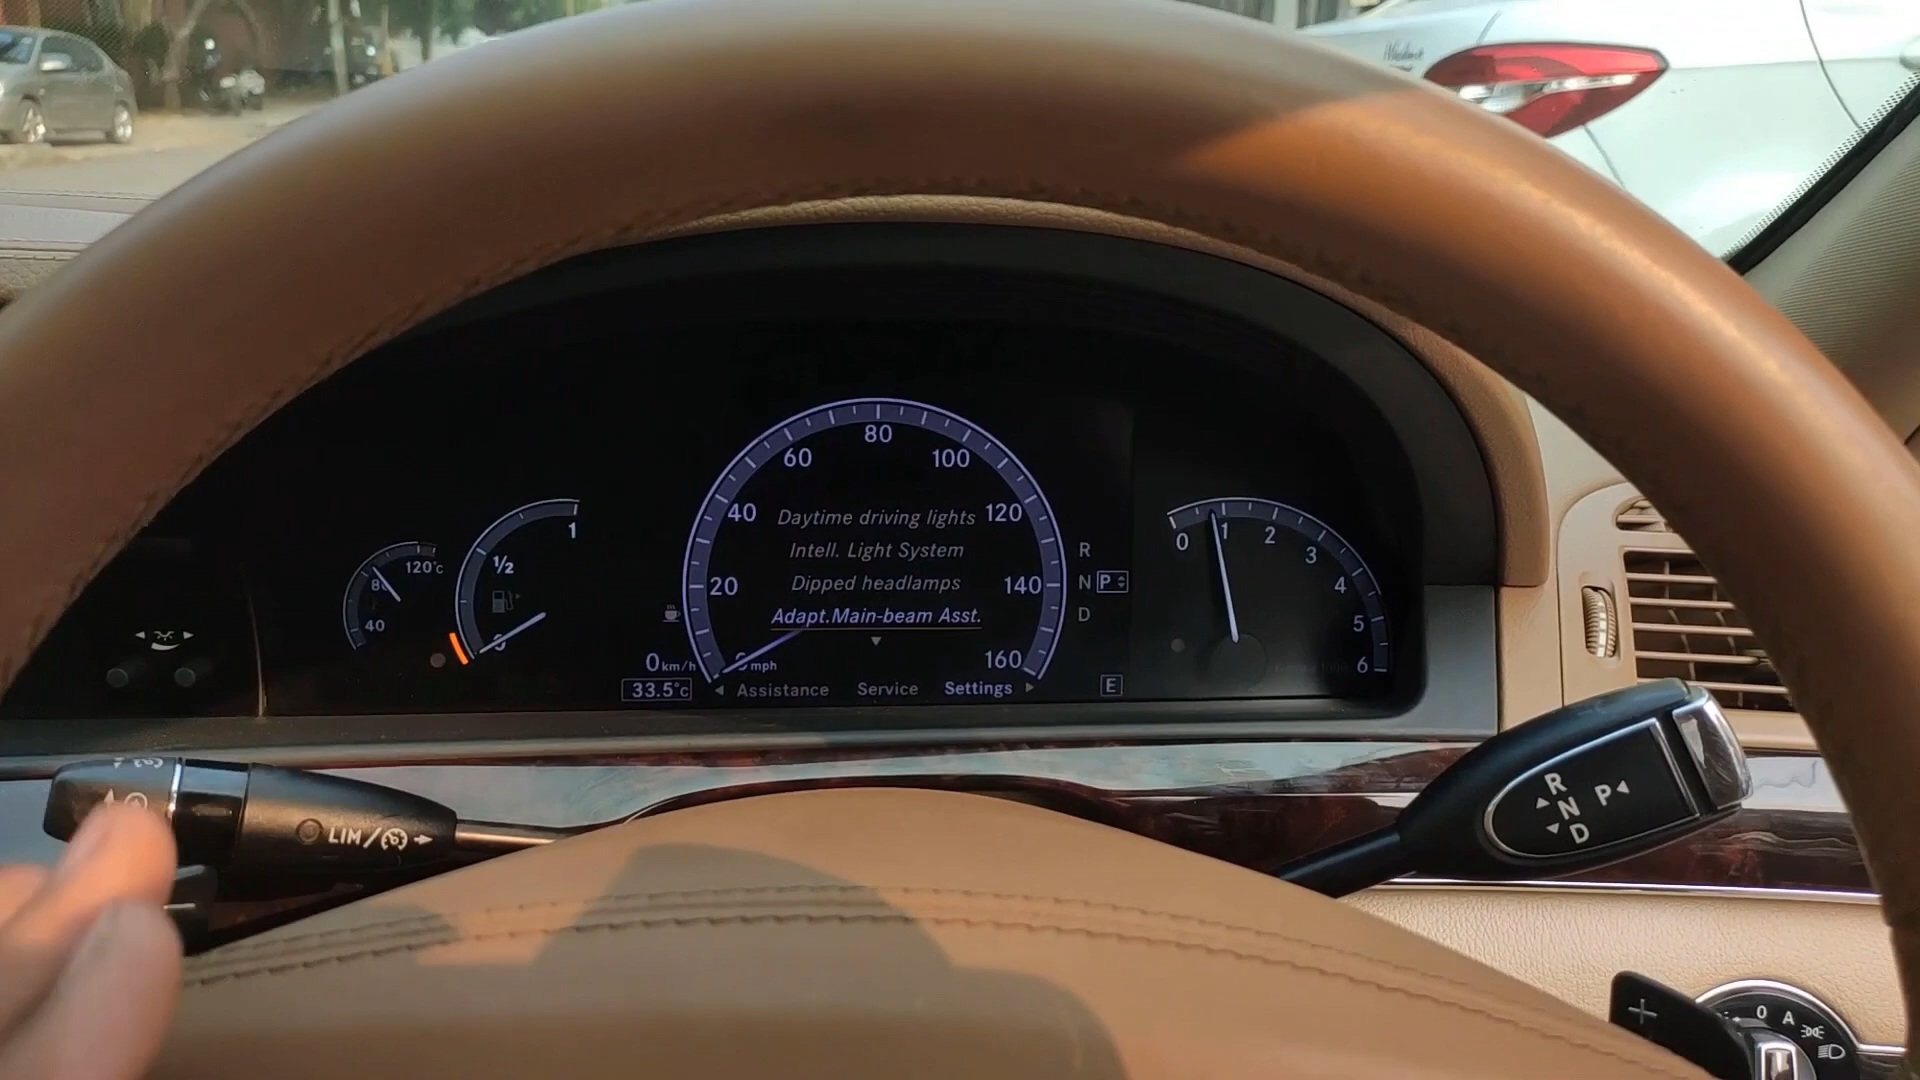 80
60
100
40
Daytime driving lights
120
1
120°c
½
80
Intell. Light System
R
0
1
2
3
20
Dipped headlamps
140
N
P
4
40
Adapt.Main-beam Asst.
D
5
0
0km/h
mph
160
6
33.5°c
Assistance
Service
Settings
E
LIM/
R
N
D
P
+
0
A